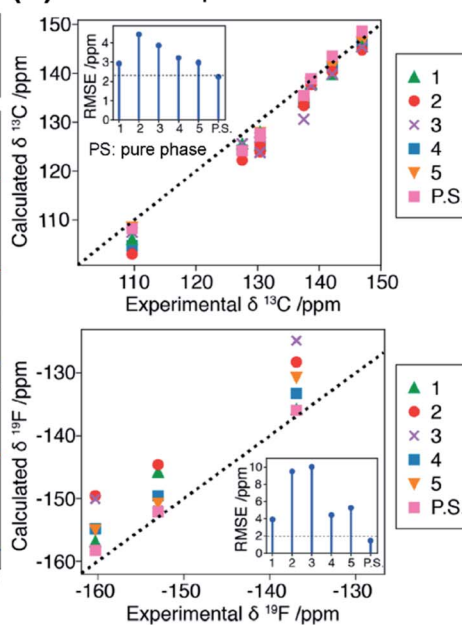 150
140
130
120
110
Calculated δ ¹³C /ppm
4
3
2
1
0
RMSE /ppm
1 2 3 4 5 P.S.
PS: pure phase
110 120 130 140 150
Experimental δ ¹³C /ppm
1
2
3
4
5
P.S
-130
-140
-150
-160
Calculated δ ¹⁹F /ppm
10
8
6
4
2
0
RMSE /ppm
1 2 3 4 5 P.S.
-160 -150 -140 -130
Experimental δ ¹⁹F /ppm
1
2
3
4
5
P.S